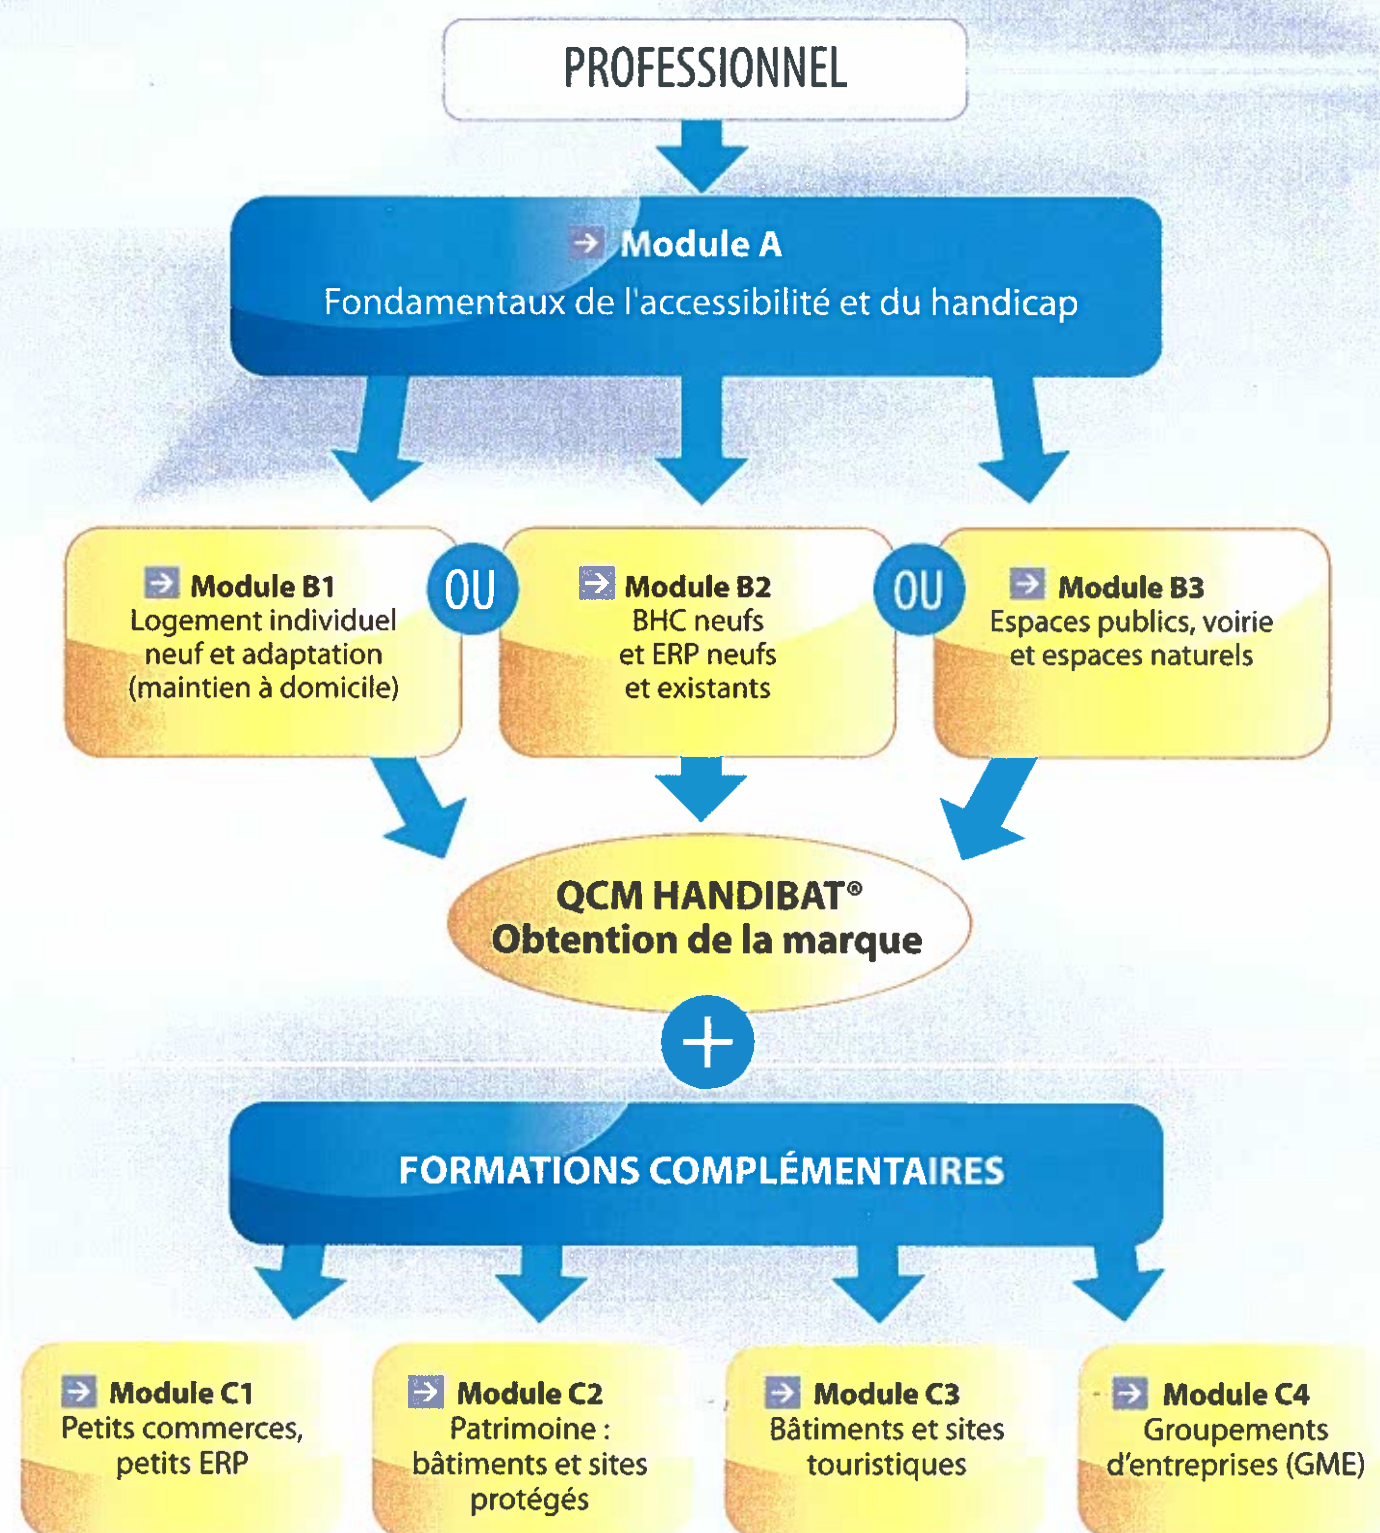 PROFESSIONNEL
Module A
Fondamentaux de l'accessibilité et du handicap
Module B1
Logement individuel
neuf et adaptation
(maintien à domicile)
OU
Module B2
BHC neufs
et ERP neufs
et existants
OU
Module B3
Espaces publics, voirie
et espaces naturels
QCM HANDIBAT®
Obtention de la marque
+
FORMATIONS COMPLÉMENTAIRES
Module C1
Petits commerces,
petits ERP
Module C2
Patrimoine :
bâtiments et sites
protégés
Module C3
Bâtiments et sites
touristiques
Module C4
Groupements
d'entreprises (GME)